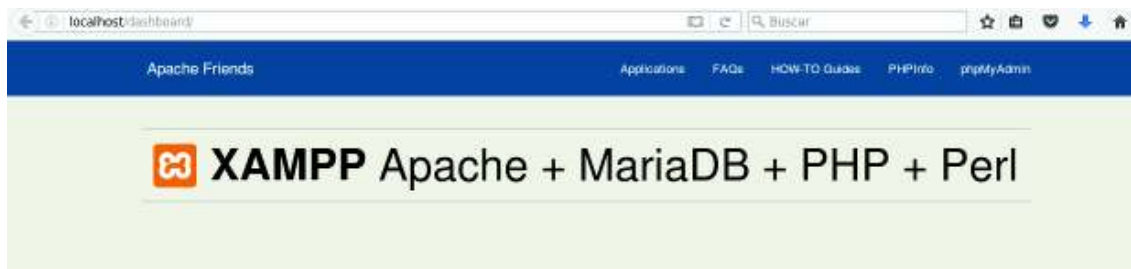 localhost/dashboard/ Buscar
Apache Friends Applications FAQs HOW-TO Guides PHPInfo phpMyAdmin
XAMPP Apache + MariaDB + PHP + Perl